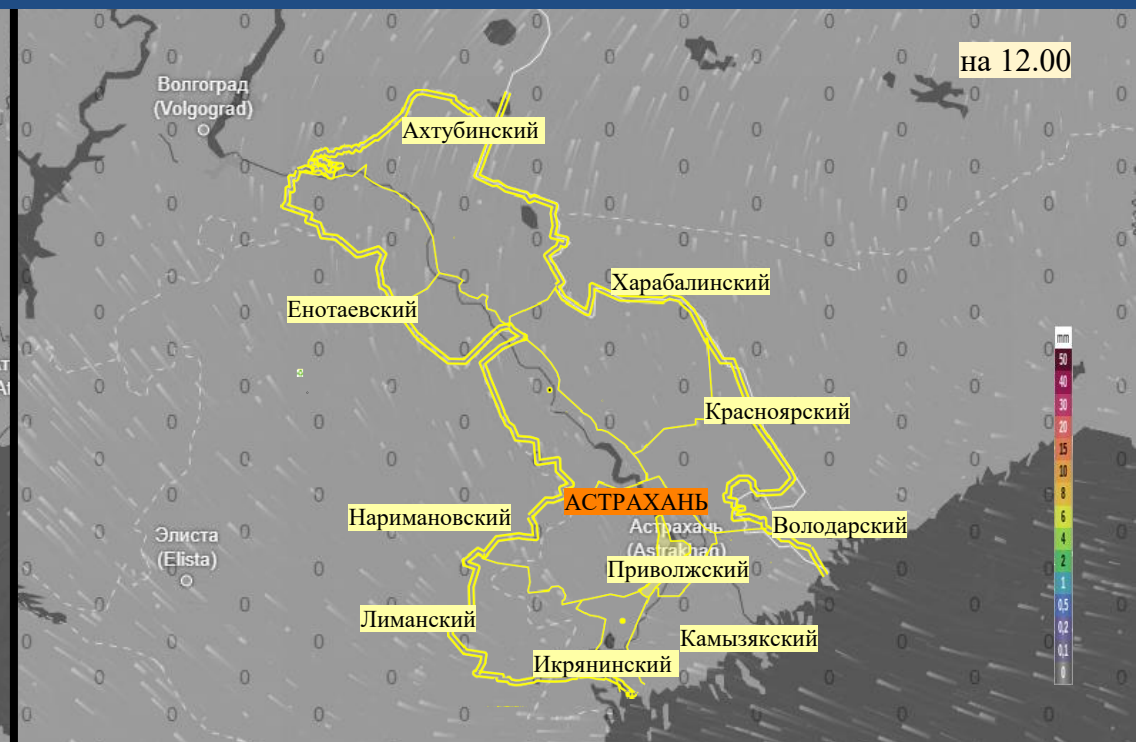 на 12.00
Волгоград
(Volgograd)
Ахтубинский
Харабалинский
Енотаевский
mm
50
40
30
20
15
10
8
6
4
2
1
0,5
0,2
0,1
0
Красноярский
АСТРАХАНЬ
Астрахань
(Astrakhan)
Наримановский
Володарский
Элиста
(Elista)
Приволжский
Лиманский
Камызякский
Икрянинский